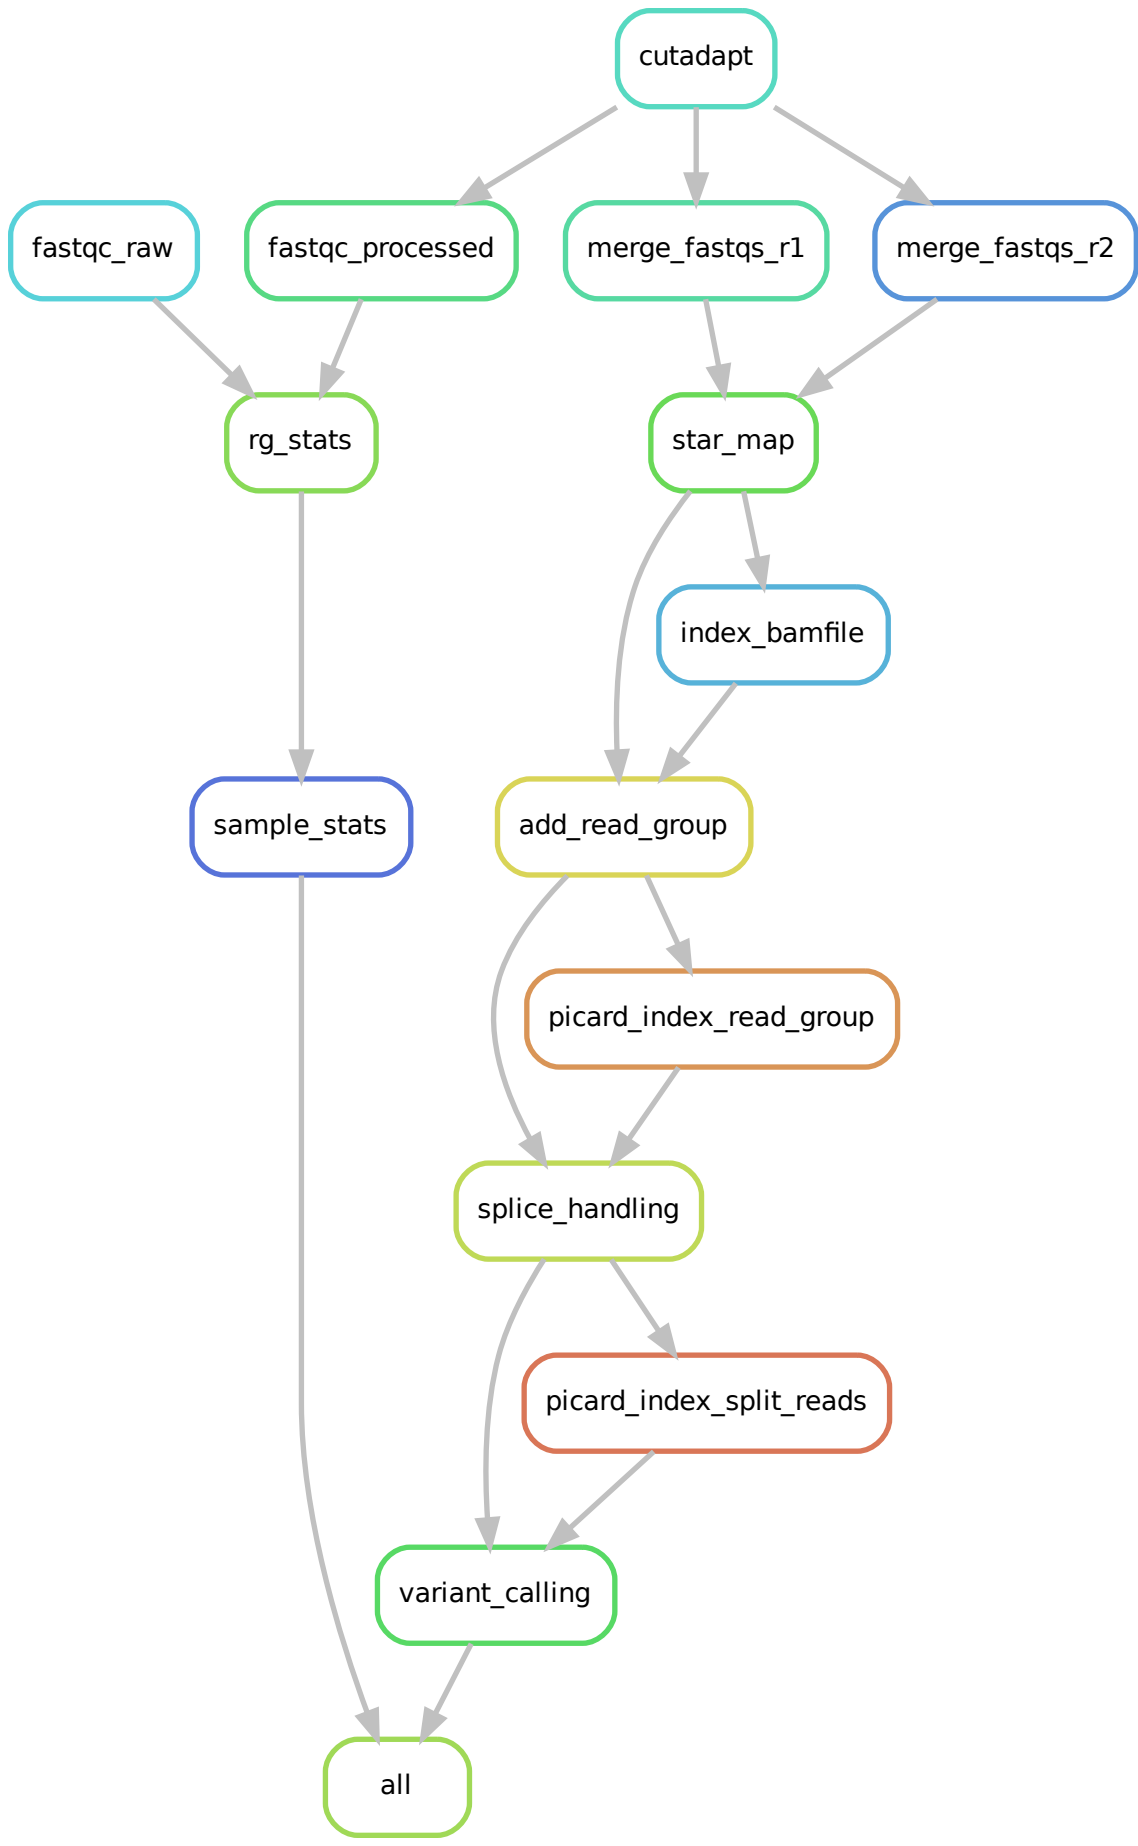 cutadapt
fastqc_raw
fastqc_processed
merge_fastqs_r1
merge_fastqs_r2
rg_stats
star_map
index_bamfile
sample_stats
add_read_group
picard_index_read_group
splice_handling
picard_index_split_reads
variant_calling
all